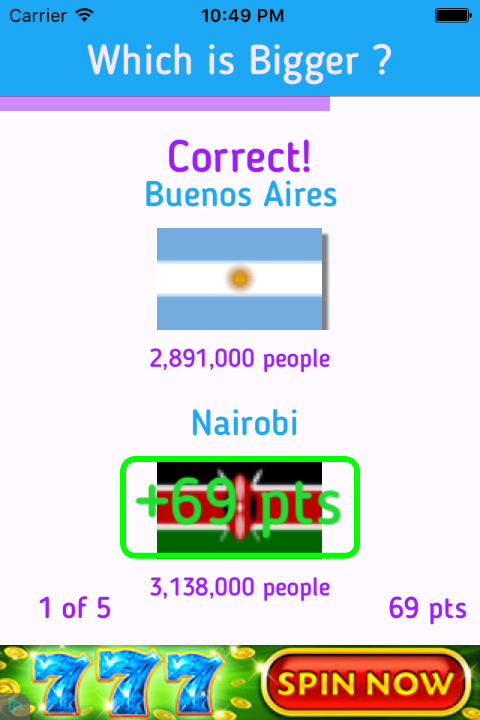 Carrier 10:49 PM
Which is Bigger ?
Correct!
Buenos Aires
2,891,000 people
Nairobi
+69 pts
3,138,000 people
1 of 5
69 pts
777
SPIN NOW